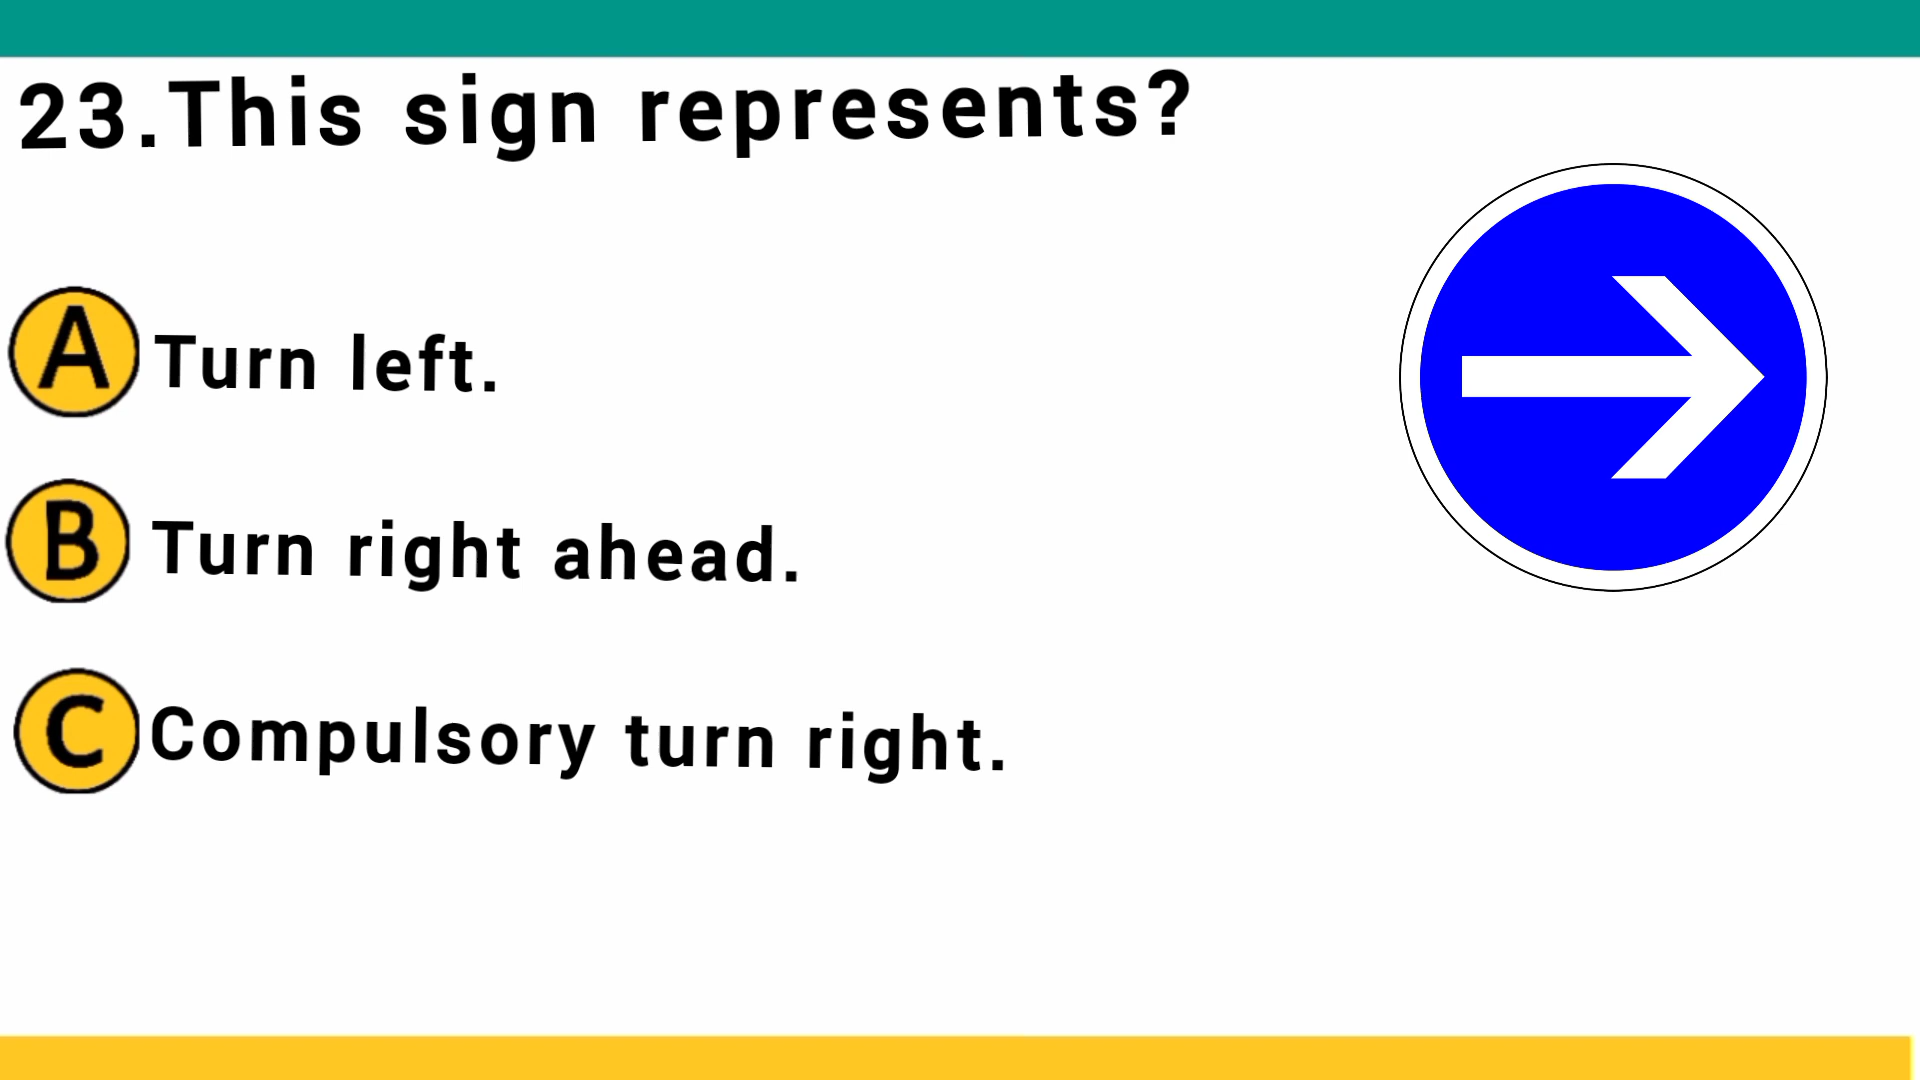 23.This sign represents?
A Turn left.
B Turn right ahead.
C Compulsory turn right.